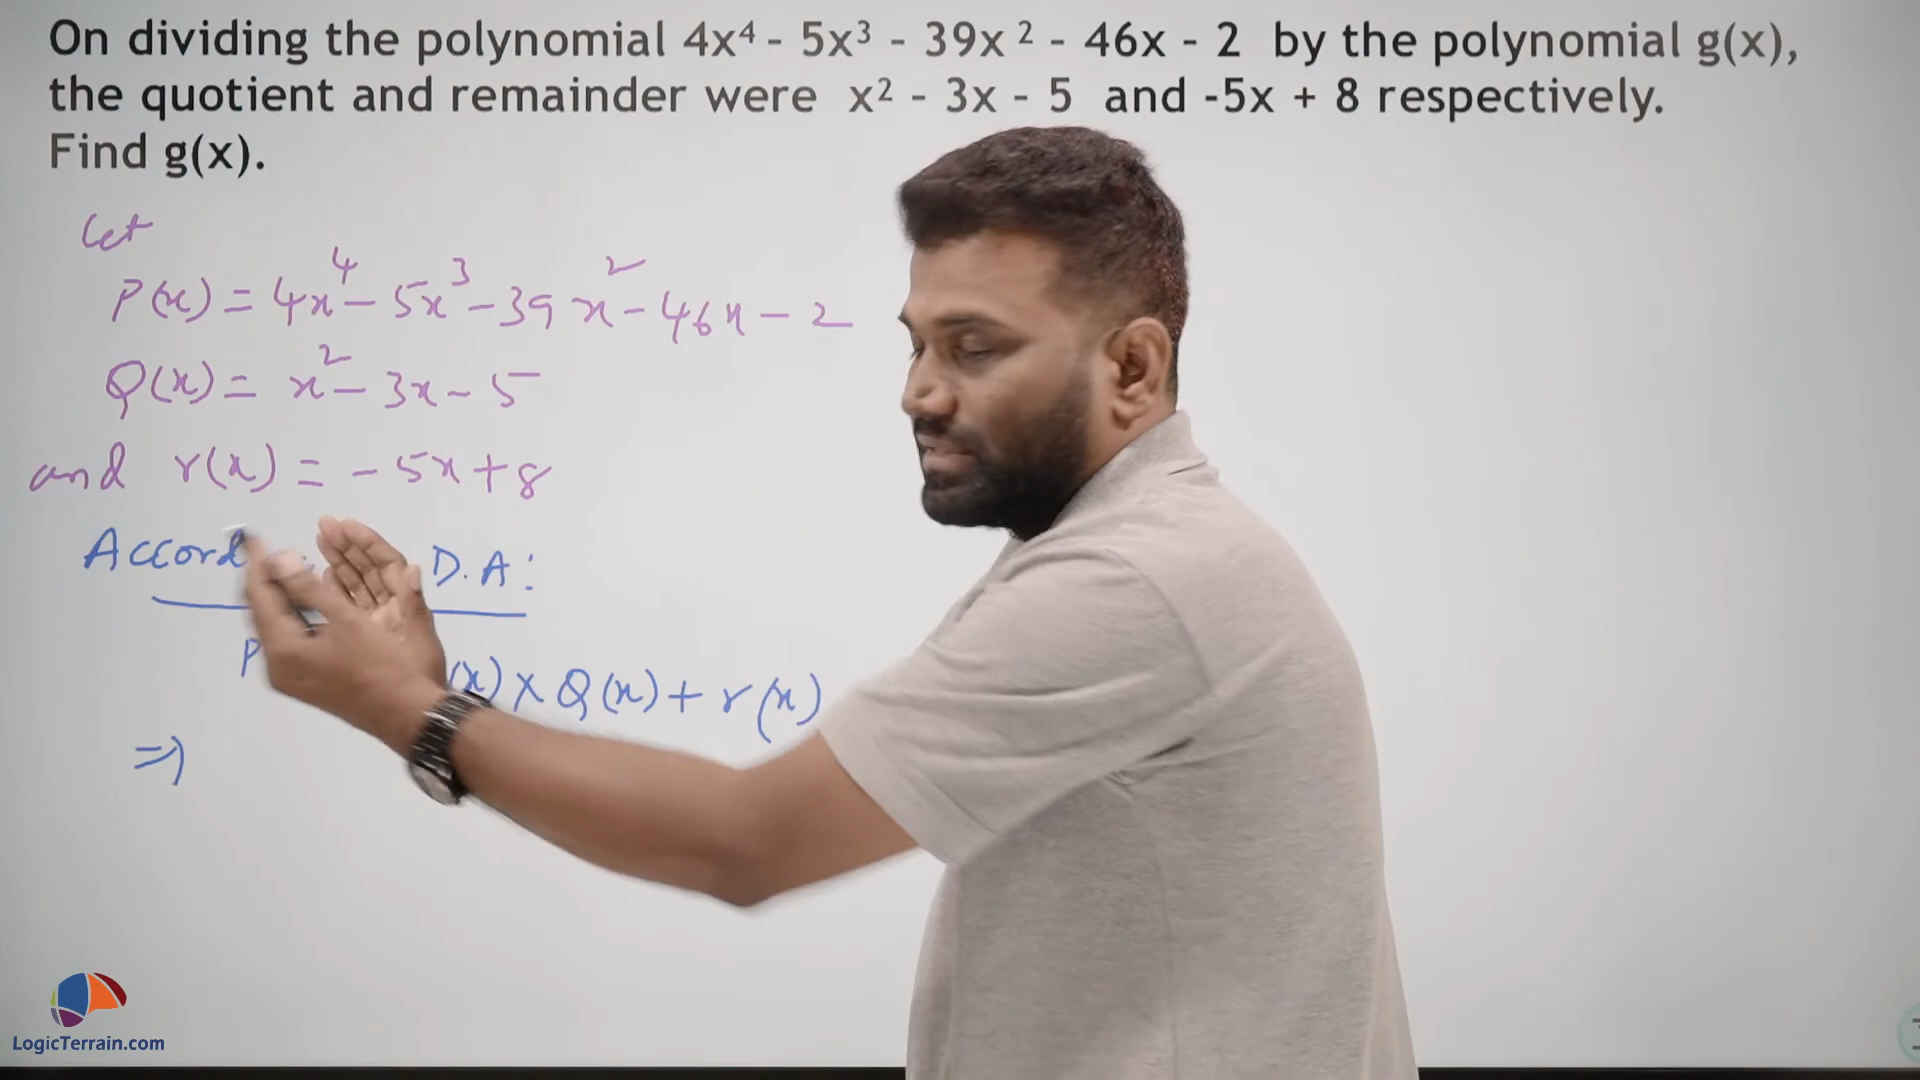 On dividing the polynomial 4x⁴ - 5x³ - 39x² - 46x - 2 by the polynomial g(x),
the quotient and remainder were x² - 3x - 5 and -5x + 8 respectively.
Find g(x).
Let
P(x) = 4x⁴ - 5x³ - 39x² - 46x - 2
Q(x) = x² - 3x - 5
and r(x) = - 5x + 8
D.A:
(x) × Q(x) + r(x)
⇒
LogicTerrain.com